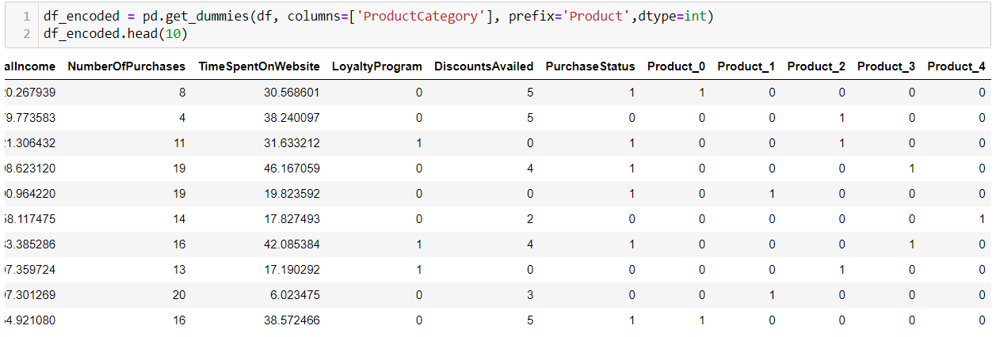 1 df_encoded = pd.get_dummies(df, columns=['ProductCategory'], prefix='Product',dtype=int)
2 df_encoded.head(10)
alIncome NumberOfPurchases TimeSpentOnWebsite LoyaltyProgram DiscountsAvailed PurchaseStatus Product_0 Product_1 Product_2 Product_3 Product_4
0.267939 8 30.568601 0 5 1 1 0 0 0 0
9.773583 4 38.240097 0 5 0 0 0 1 0 0
1.306432 11 31.633212 1 0 1 0 0 1 0 0
8.623120 19 46.167059 0 4 1 0 0 0 1 0
0.964220 19 19.823592 0 0 1 0 1 0 0 0
8.117475 14 17.827493 0 2 0 0 0 0 0 1
3.385286 16 42.085384 1 4 1 0 0 0 1 0
7.359724 13 17.190292 1 0 0 0 0 1 0 0
7.301269 20 6.023475 0 3 0 0 1 0 0 0
4.921080 16 38.572466 0 5 1 1 0 0 0 0